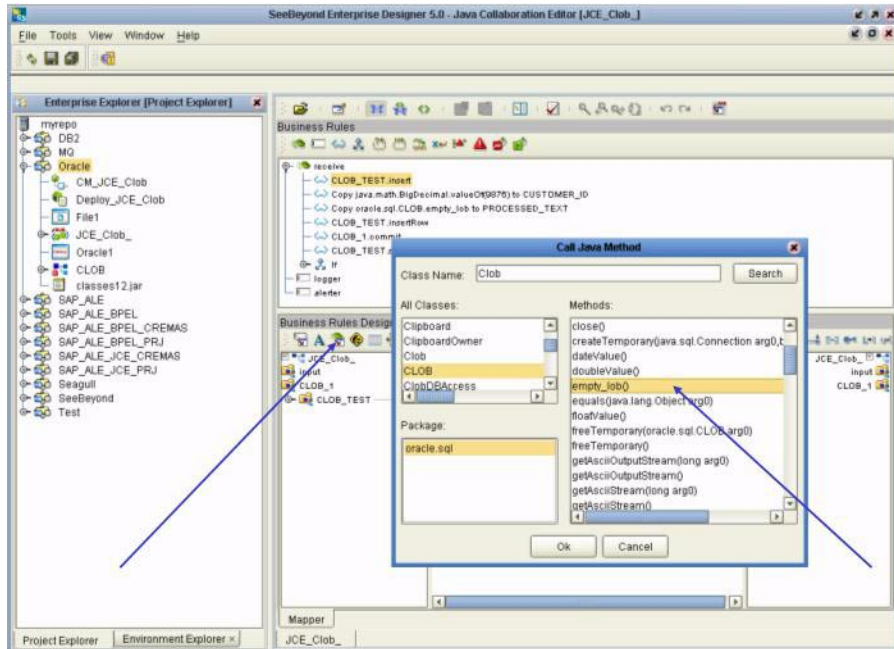 SeeBeyond Enterprise Designer 5.0 - Java Collaboration Editor [JCE_Clob_]
File Tools View Window Help
Enterprise Explorer [Project Explorer]
myrepo
DB2
MQ
Oracle
CM_JCE_Clob
Deploy_JCE_Clob
File1
JCE_Clob_
Oracle1
CLOB
classes12.jar
SAP_ALE
SAP_ALE_BPEL
SAP_ALE_BPEL_CREMAS
SAP_ALE_BPEL_PRJ
SAP_ALE_JCE_CREMAS
SAP_ALE_JCE_PRJ
Seagull
SeeBeyond
Test
Project Explorer
Environment Explorer ×
Business Rules
receive
CLOB_TEST.insert
Copy java.math.BigDecimal.valueOf(9876) to CUSTOMER_ID
Copy oracle.sql.CLOB.empty_lob to PROCESSED_TEXT
CLOB_TEST.insertRow
CLOB_1.commit
CLOB_TEST.
If
logger
alerter
Business Rules Desig
JCE_Clob_
input
CLOB_1
CLOB_TEST
JCE_Clob_
input
CLOB_1
Call Java Method
Class Name: Clob
Search
All Classes:
Clipboard
ClipboardOwner
Clob
CLOB
ClobDBAccess
Package:
oracle.sql
Methods:
close()
createTemporary(java.sql.Connection arg0,
dateValue()
doubleValue()
empty_lob()
equals(java.lang.Object arg0)
floatValue()
freeTemporary(oracle.sql.CLOB arg0)
freeTemporary()
getAsciiOutputStream(long arg0)
getAsciiOutputStream()
getAsciiStream(long arg0)
getAsciiStream()
Ok
Cancel
Mapper
JCE_Clob_